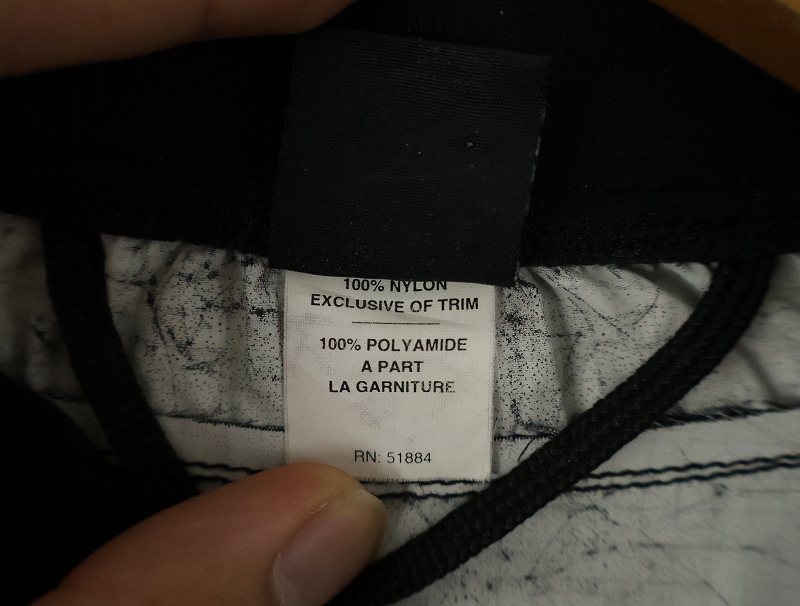 100% NYLON
EXCLUSIVE OF TRIM
100% POLYAMIDE
A PART
LA GARNITURE
RN: 51884